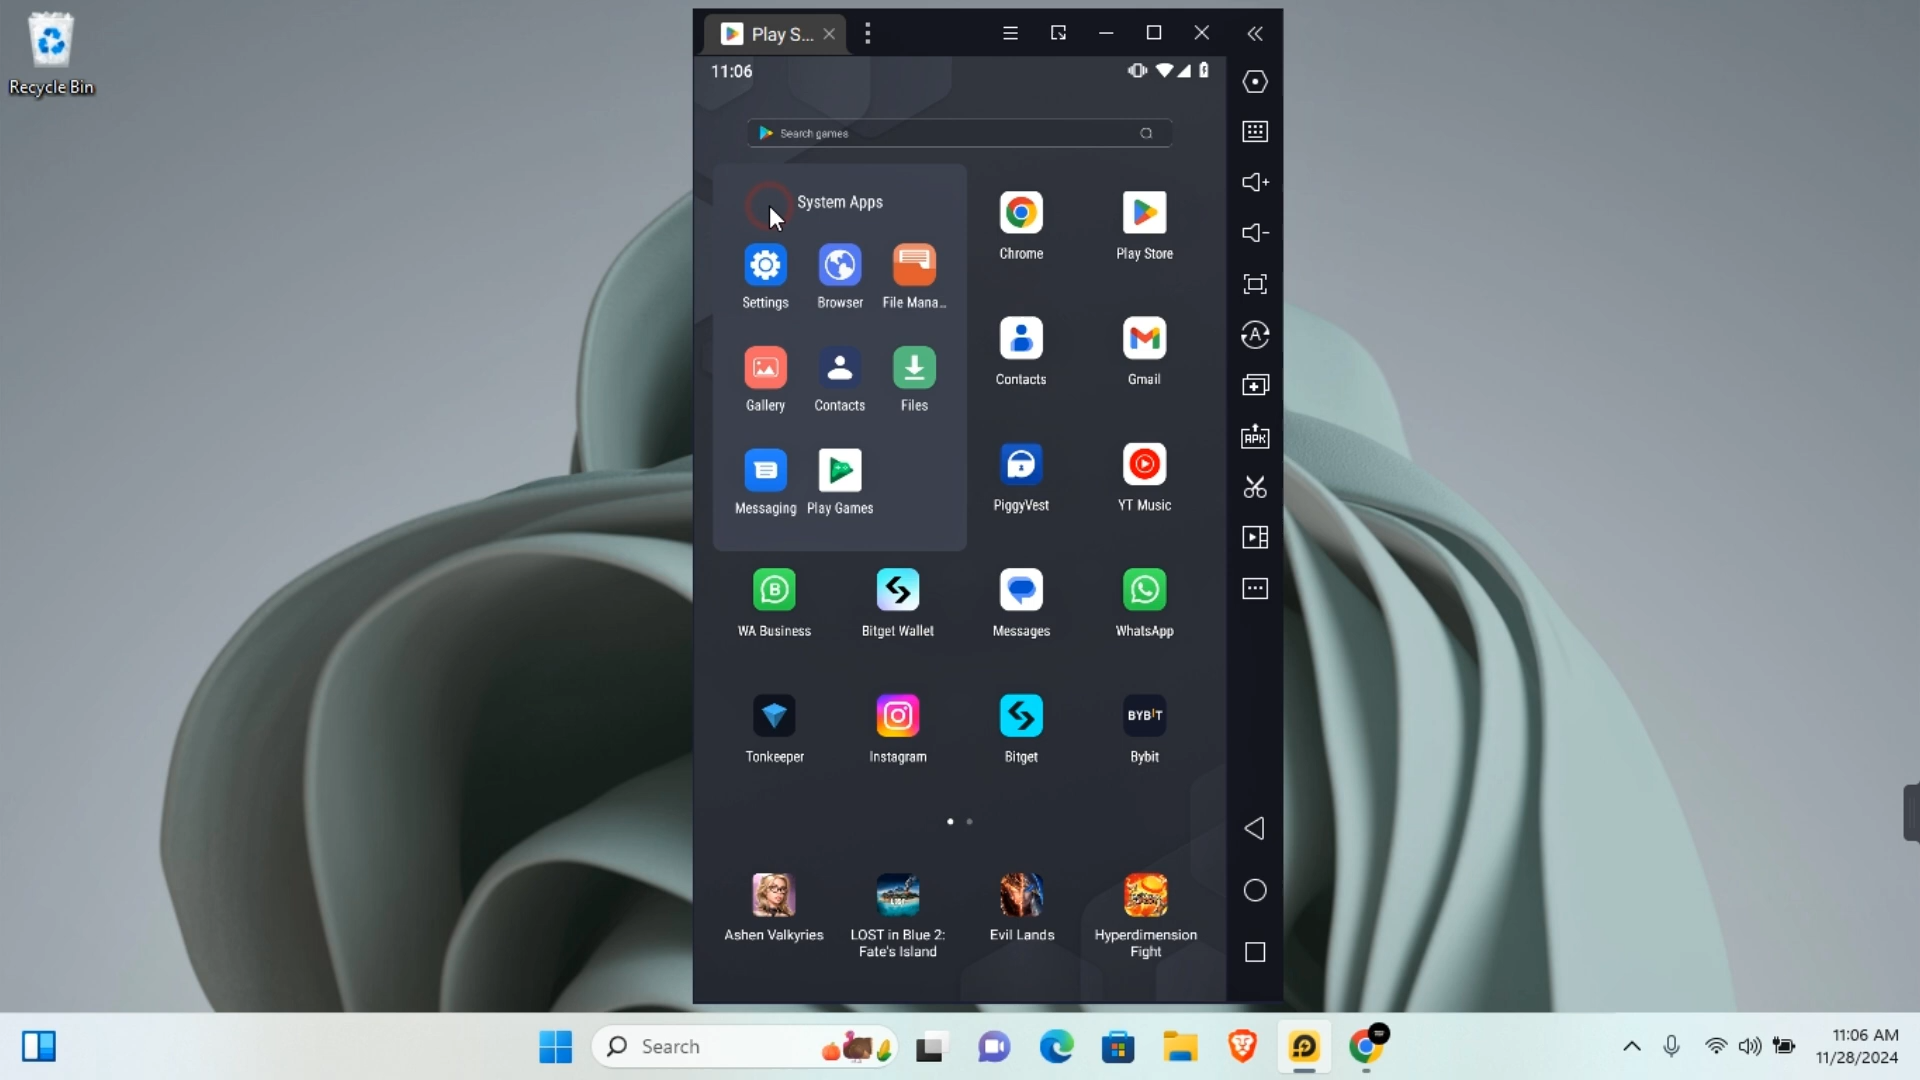 Recycle Bin
Play S...
11:06
Search games
System Apps
Settings
Browser
File Mana...
Chrome
Play Store
Gallery
Contacts
Files
Contacts
Gmail
Messaging
Play Games
PiggyVest
YT Music
WA Business
Bitget Wallet
Messages
WhatsApp
BYBIT
Tonkeeper
Instagram
Bitget
Bybit
Ashen Valkyries
LOST in Blue 2:
Fate's Island
Evil Lands
Hyperdimension
Fight
A
APK
B
Search
11:06 AM
11/28/2024